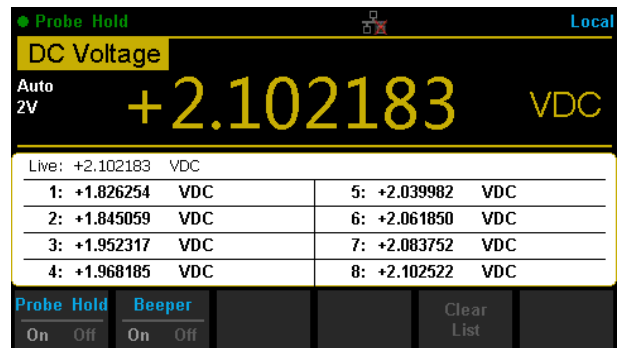 Probe Hold Local
DC Voltage
Auto
2V
+2.102183 VDC
Live: +2.102183 VDC
1: +1.826254 VDC 5: +2.039982 VDC
2: +1.845059 VDC 6: +2.061850 VDC
3: +1.952317 VDC 7: +2.083752 VDC
4: +1.968185 VDC 8: +2.102522 VDC
Probe Hold Beeper Clear
On Off On Off List